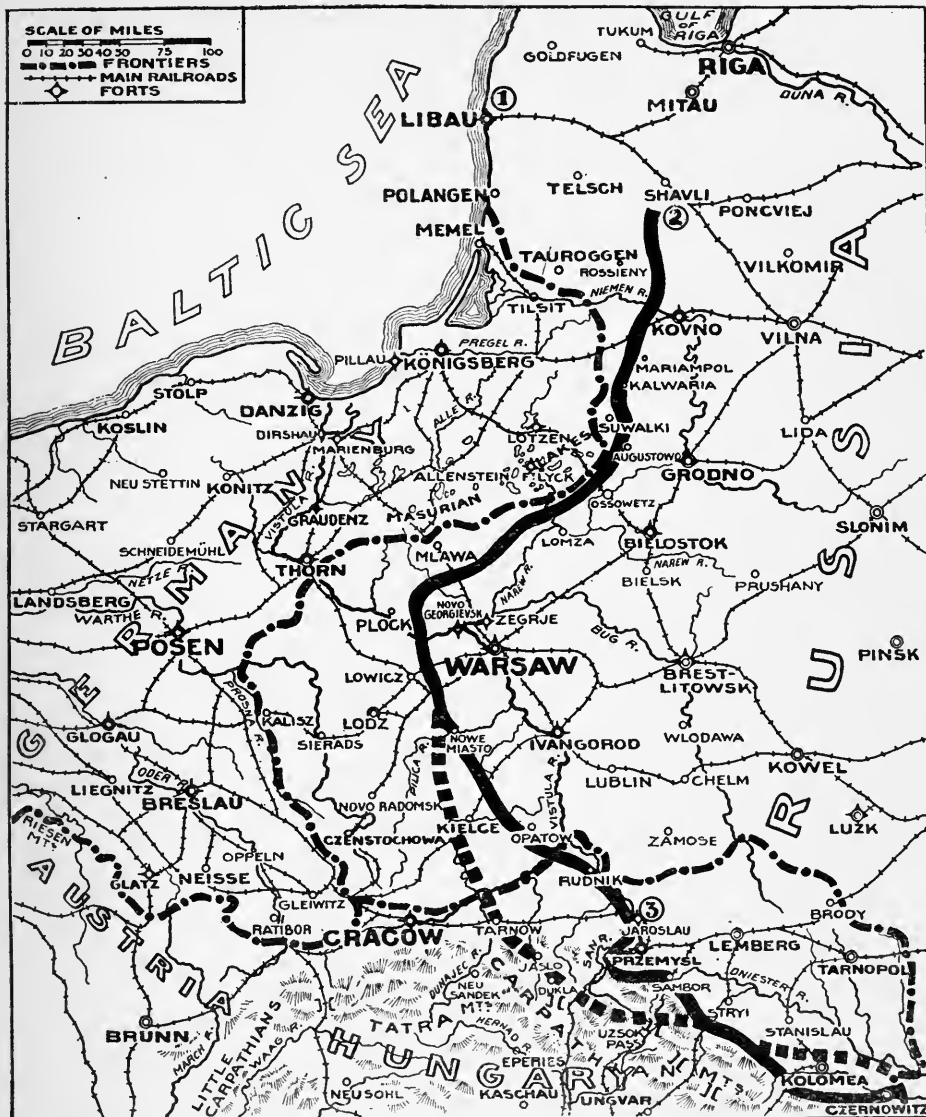 SCALE OF MILES
0 10 20 30 40 50 75 100
FRONTIERS
MAIN RAILROADS
FORTS
GULF
OF
RIGA
TUKUM
GOLDFUGEN
RIGA
MITAU
DUNA R.
BALTIC SEA
LIBAU
1
POLANGEN
TELSCH
SHAVLI
2
PONCVIEJ
MEMEL
TAUROGGEN
ROSSIENY
VILKOMIR
NIEMEN R.
TILSIT
KOVNO
VILNA
PILLAU
KÖNIGSBERG
PREGEL R.
MARIAMPOL
KALWARIA
STOLP
DANZIG
KOSLIN
DIRSHAU
MARIENBURG
ALLE R.
LOTZEN
SUWALKI
LIDA
AUGUSTOWO
NEU STETTIN
KONITZ
ALLENSTEIN
LYCK
LAKES
GRODNO
MASURIAN
OSSOWETZ
STARGART
VISTULA R.
GRAUDENZ
SLONIM
SCHNEIDEMÜHL
MLAWA
LOMZA
BIELOSTOK
NETZE R.
THORN
NAREW R.
NAREW R.
BIELSK
PRUSHANY
LANDSBERG
WARTHE R.
PLOCK
NOVO
GEORGIEVSK
ZEGRJE
BUG R.
POSEN
WARSAW
PINSK
BREST-
LITOWSK
LOWICZ
PROSNA R.
KALISZ
LODZ
SIERADS
NOWE
MIASTO
IVANGOROD
WLODAWA
GLOGAU
PILICA R.
LUBLIN
CHELM
KOWEL
ODER R.
LIEGNITZ
BRESLAU
VISTULA R.
NOVO RADOMSK
RIESEN
MTS
CZENSTOCHOWA
KIELCE
OPATOW
ZAMOSE
LUZK
OPPELN
GLATZ
NEISSE
GLEIWITZ
RUDNIK
BRODY
RATIBOR
CRACOW
TARNOW
3
JAROSLAU
LEMBERG
PRZEMYSL
TARNOPOL
SAN R.
DUNAJEC R.
JASLO
DUKLA
SAMBOR
DNIESTER R.
NEU
SANDEK
MTS
STRYI
STANISLAU
BRUNN
MARCH R.
LITTLE
CARPATHIANS
WAAG R.
TATRA
HERNAD R.
UZSOK
PASS
CARPATHIAN MTS
EPERIES
KOLOMEA
NEUSOHL
KASCHAU
UNGVAR
CZERNOWITZ
GERMANY
RUSSIA
AUSTRIA
HUNGARY